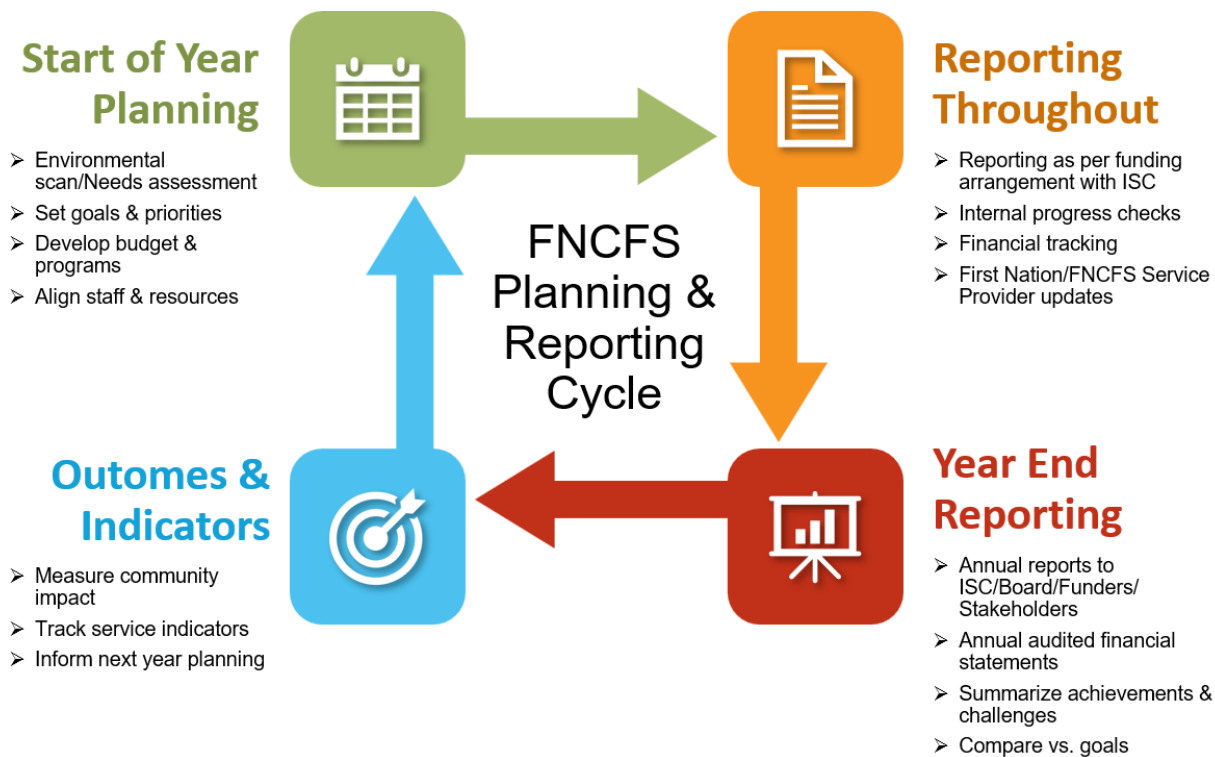 Start of Year
Planning
➢ Environmental
scan/Needs assessment
➢ Set goals & priorities
➢ Develop budget &
programs
➢ Align staff & resources
Reporting
Throughout
➢ Reporting as per funding
arrangement with ISC
➢ Internal progress checks
➢ Financial tracking
➢ First Nation/FNCFS Service
Provider updates
FNCFS
Planning &
Reporting
Cycle
Outcomes &
Indicators
➢ Measure community
impact
➢ Track service indicators
➢ Inform next year planning
Year End
Reporting
➢ Annual reports to
ISC/Board/Funders/
Stakeholders
➢ Annual audited financial
statements
➢ Summarize achievements &
challenges
➢ Compare vs. goals